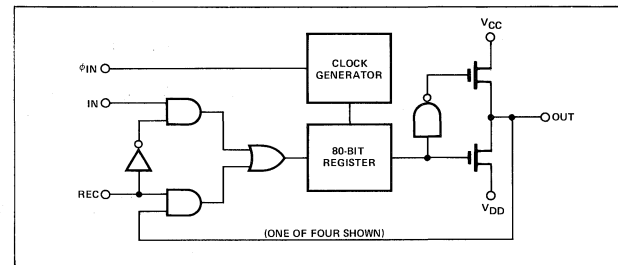 VCC
CLOCK
GENERATOR
ϕIN
IN
OUT
80-BIT
REGISTER
REC
VDD
(ONE OF FOUR SHOWN)